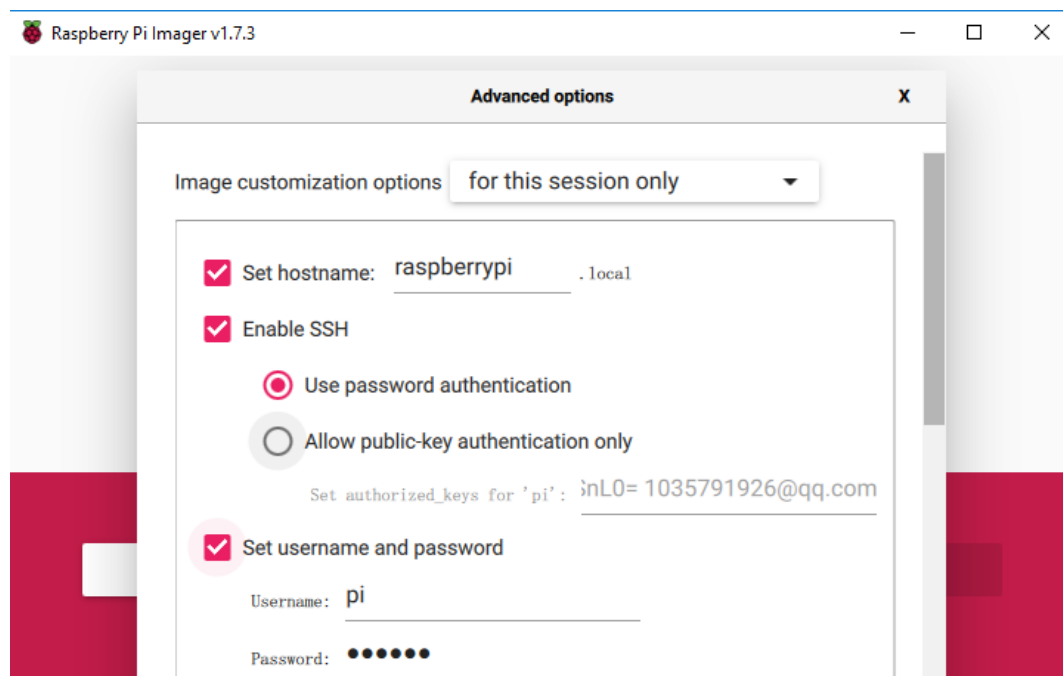 Raspberry Pi Imager v1.7.3
Advanced options X
Image customization options for this session only
Set hostname: raspberrypi .local
Enable SSH
Use password authentication
Allow public-key authentication only
Set authorized_keys for 'pi': nL0= 1035791926@qq.com
Set username and password
Username: pi
Password: ••••••